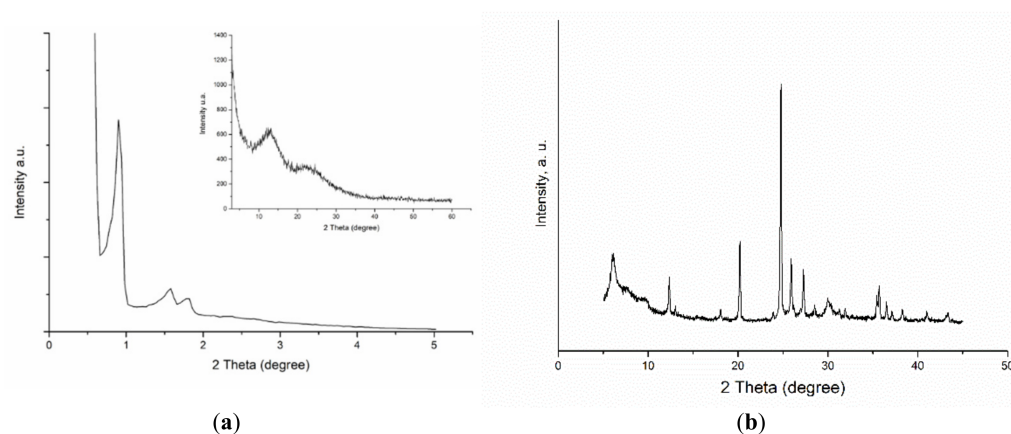 1400
1200
1000
800
600
400
200
0
Intensity u.a.
10 20 30 40 50 60
2 Theta (degree)
Intensity a.u.
0 1 2 3 4 5
2 Theta (degree)
(a)
Intensity, a. u.
0 10 20 30 40 50
2 Theta (degree)
(b)